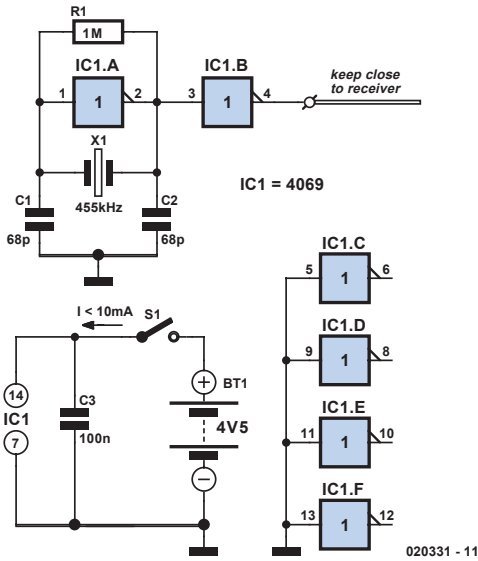 R1
1M
IC1.A
IC1.B
1 1 2
3 1 4
keep close
to receiver
X1
455kHz
C1
68p
C2
68p
IC1 = 4069
I < 10mA
S1
14
IC1
7
C3
100n
+
BT1
4V5
−
IC1.C
5 1 6
IC1.D
9 1 8
IC1.E
11 1 10
IC1.F
13 1 12
020331 - 11